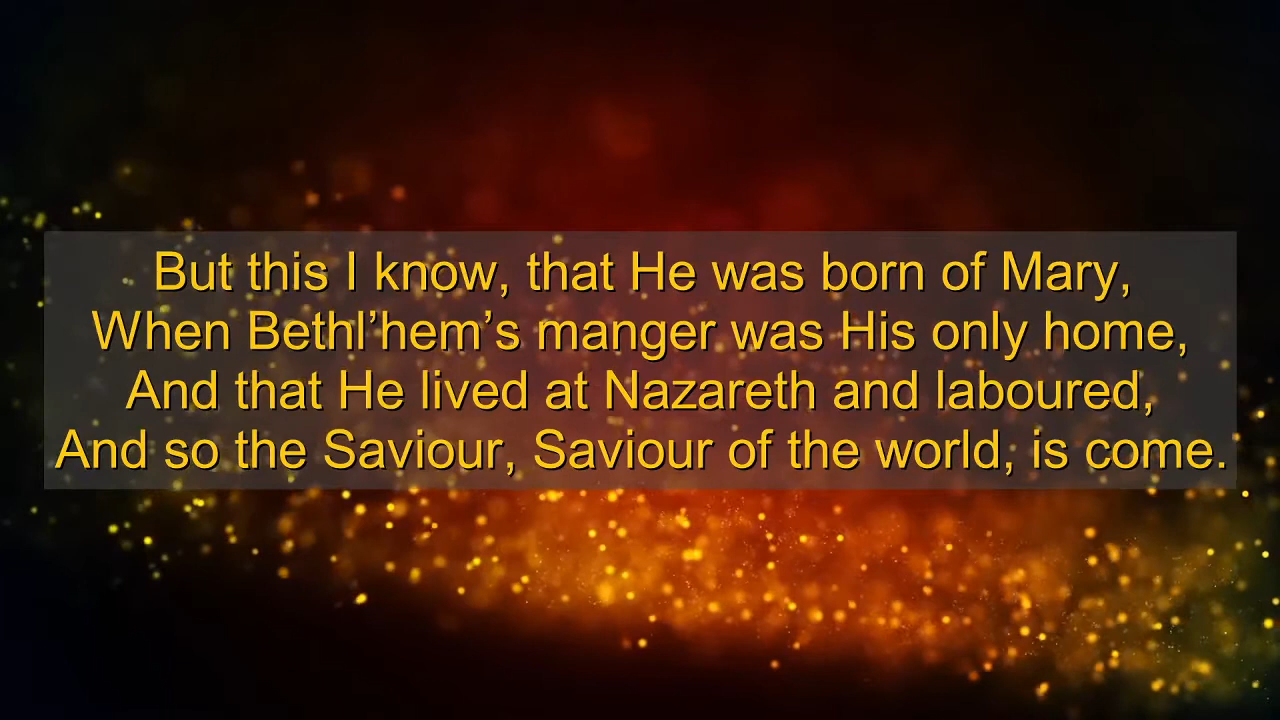 But this I know, that He was born of Mary,
When Bethl’hem’s manger was His only home,
And that He lived at Nazareth and laboured,
And so the Saviour, Saviour of the world, is come.